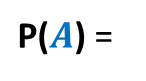 P(A) =